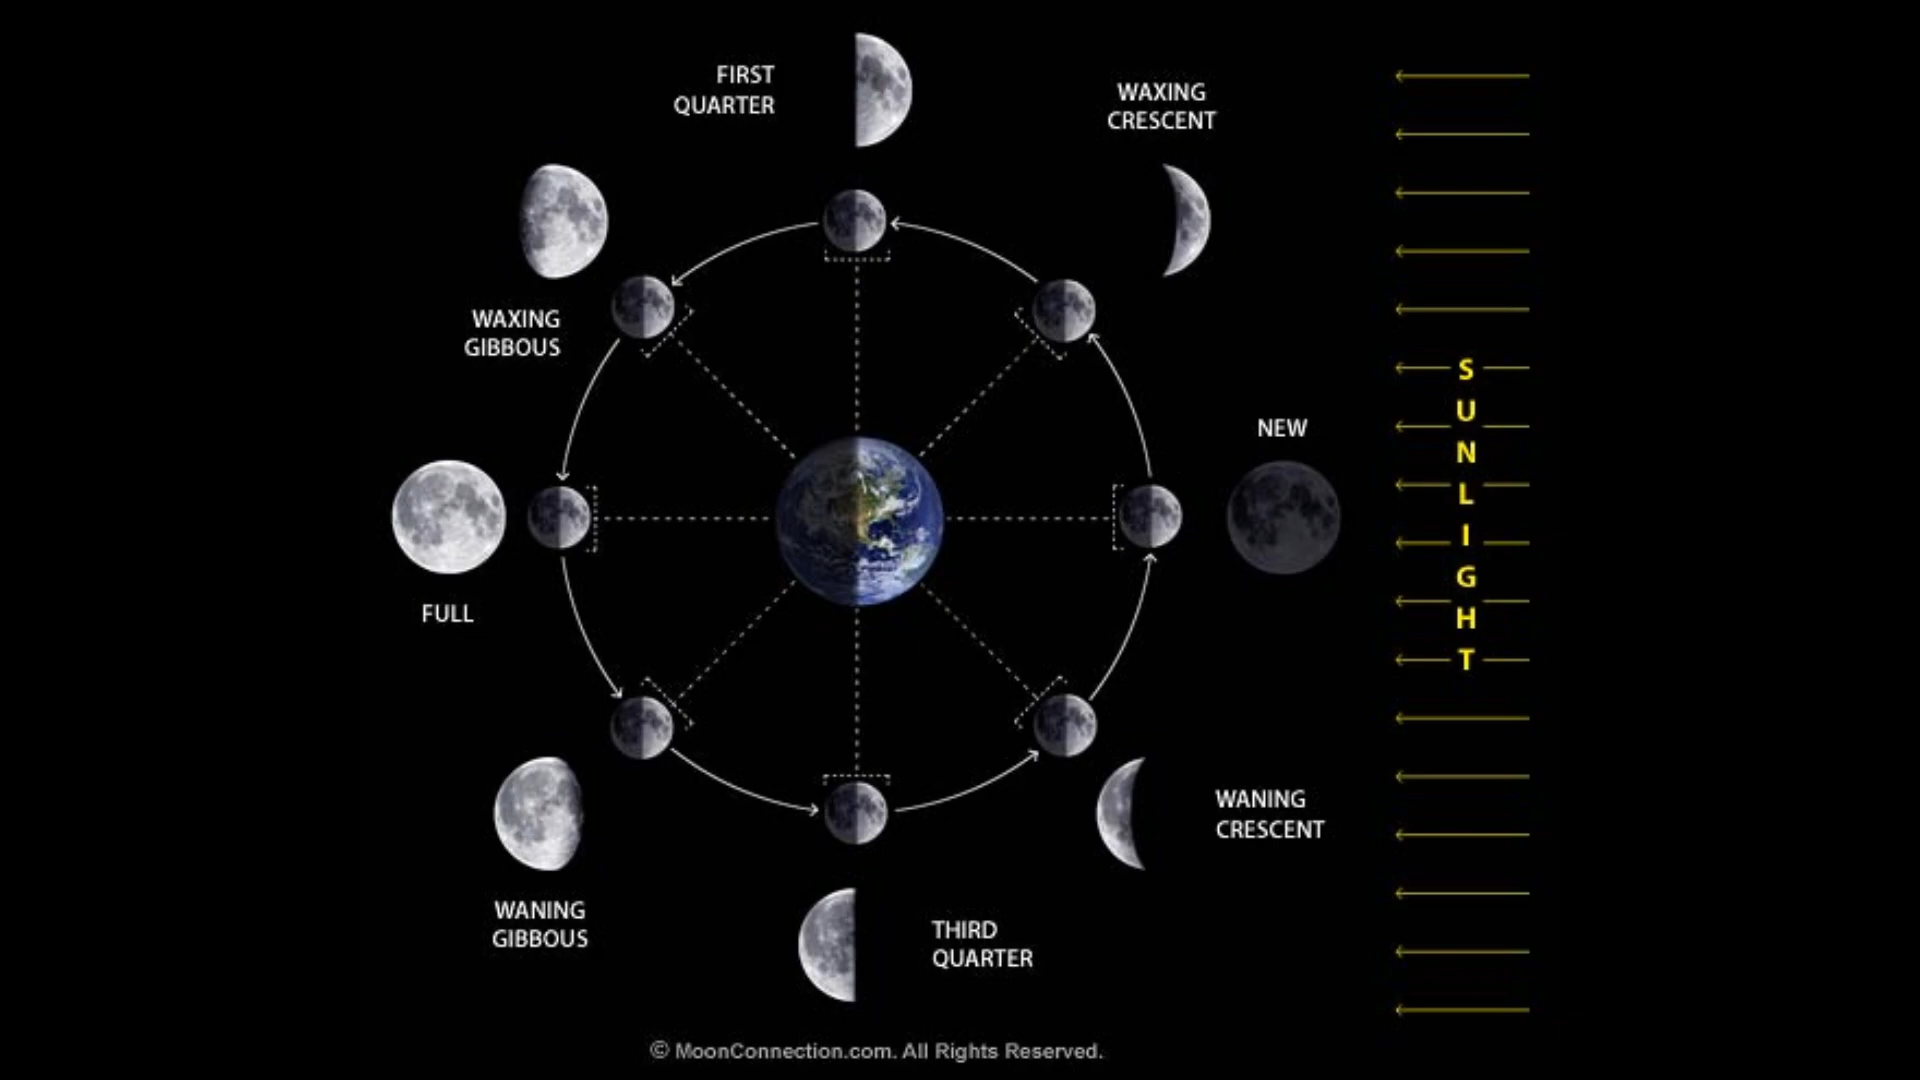 FIRST
QUARTER
WAXING
CRESCENT
WAXING
GIBBOUS
NEW
SUNLIGHT
FULL
WANING
CRESCENT
WANING
GIBBOUS
THIRD
QUARTER
© MoonConnection.com. All Rights Reserved.